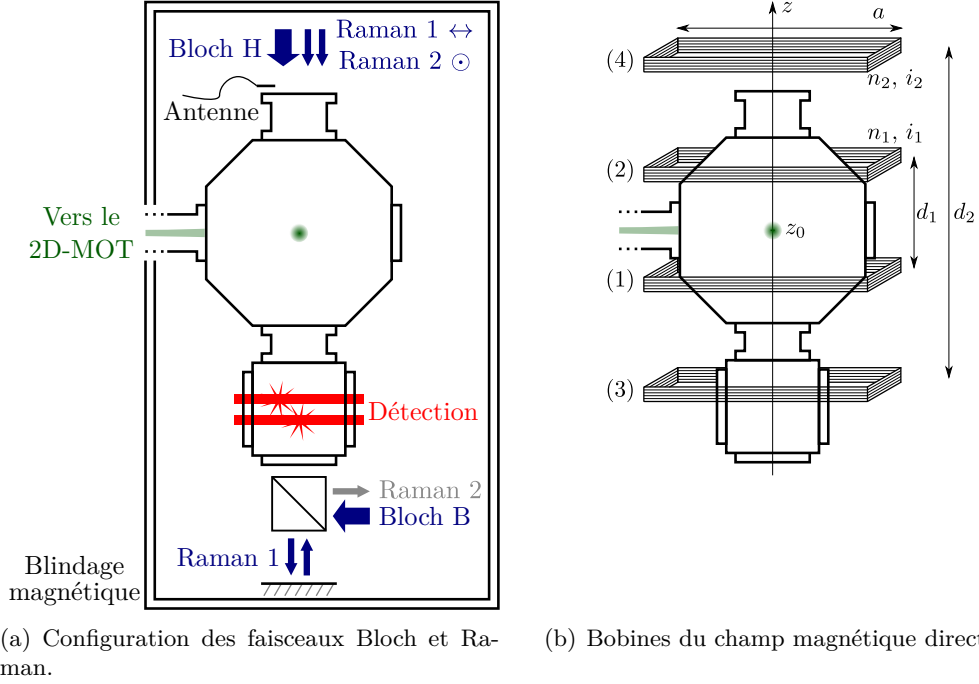 Bloch H
Raman 1 ↔
Raman 2 ⊙
Antenne
Vers le
2D-MOT
Détection
Raman 2
Bloch B
Raman 1
Blindage
magnétique
(a) Configuration des faisceaux Bloch et Ra-
man.
z
a
(4)
n₂, i₂
n₁, i₁
(2)
d₁
d₂
z₀
(1)
(3)
(b) Bobines du champ magnétique direct